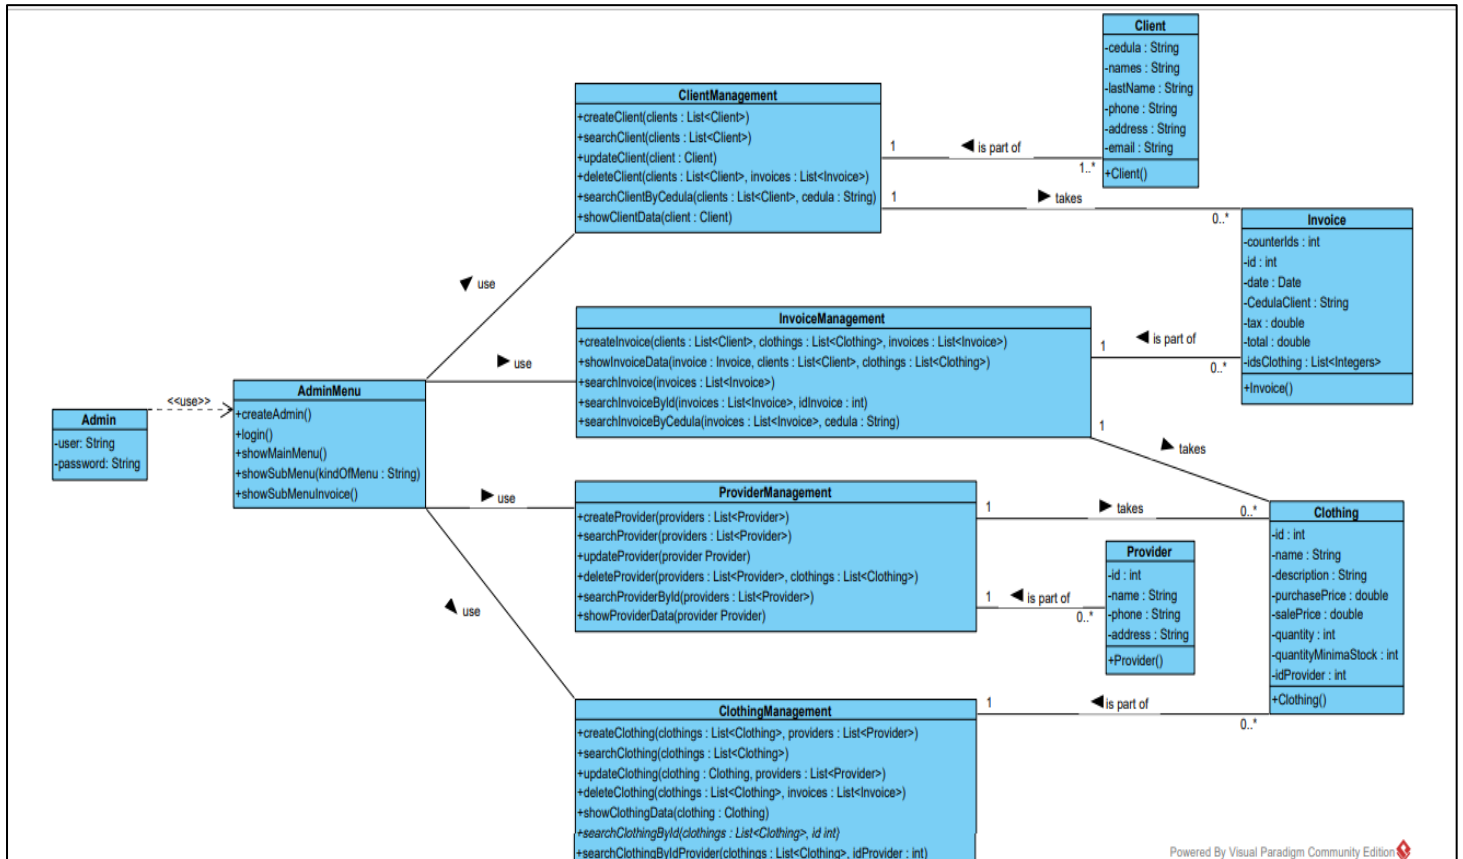 Client
-cedula : String
-names : String
-lastName : String
-phone : String
-address : String
-email : String
+Client()
ClientManagement
+createClient(clients : List<Client>)
+searchClient(clients : List<Client>)
+updateClient(client : Client)
+deleteClient(clients : List<Client>, invoices : List<Invoice>)
+searchClientByCedula(clients : List<Client>, cedula : String)
+showClientData(client : Client)
1
is part of
1..*
1
takes
0..*
Invoice
-counterIds : int
-id : int
-date : Date
-CedulaClient : String
-tax : double
-total : double
-idsClothing : List<Integers>
+Invoice()
use
InvoiceManagement
+createInvoice(clients : List<Client>, clothings : List<Clothing>, invoices : List<Invoice>)
+showInvoiceData(invoice : Invoice, clients : List<Client>, clothings : List<Clothing>)
+searchInvoice(invoices : List<Invoice>)
+searchInvoiceById(invoices : List<Invoice>, idInvoice : int)
+searchInvoiceByCedula(invoices : List<Invoice>, cedula : String)
1
is part of
0..*
use
1
takes
<<use>>
Admin
-user: String
-password: String
AdminMenu
+createAdmin()
+login()
+showMainMenu()
+showSubMenu(kindOfMenu : String)
+showSubMenuInvoice()
use
ProviderManagement
+createProvider(providers : List<Provider>)
+searchProvider(providers : List<Provider>)
+updateProvider(provider Provider)
+deleteProvider(providers : List<Provider>, clothings : List<Clothing>)
+searchProviderById(providers : List<Provider>)
+showProviderData(provider Provider)
1
takes
0..*
1
is part of
0..*
Provider
-id : int
-name : String
-phone : String
-address : String
+Provider()
Clothing
-id : int
-name : String
-description : String
-purchasePrice : double
-salePrice : double
-quantity : int
-quantityMinimaStock : int
-idProvider : int
+Clothing()
use
ClothingManagement
+createClothing(clothings : List<Clothing>, providers : List<Provider>)
+searchClothing(clothings : List<Clothing>)
+updateClothing(clothing : Clothing, providers : List<Provider>)
+deleteClothing(clothings : List<Clothing>, invoices : List<Invoice>)
+showClothingData(clothing : Clothing)
+searchClothingById(clothings : List<Clothing>, id int)
+searchClothingByIdProvider(clothings : List<Clothing>, idProvider : int)
1
is part of
0..*
Powered By Visual Paradigm Community Edition